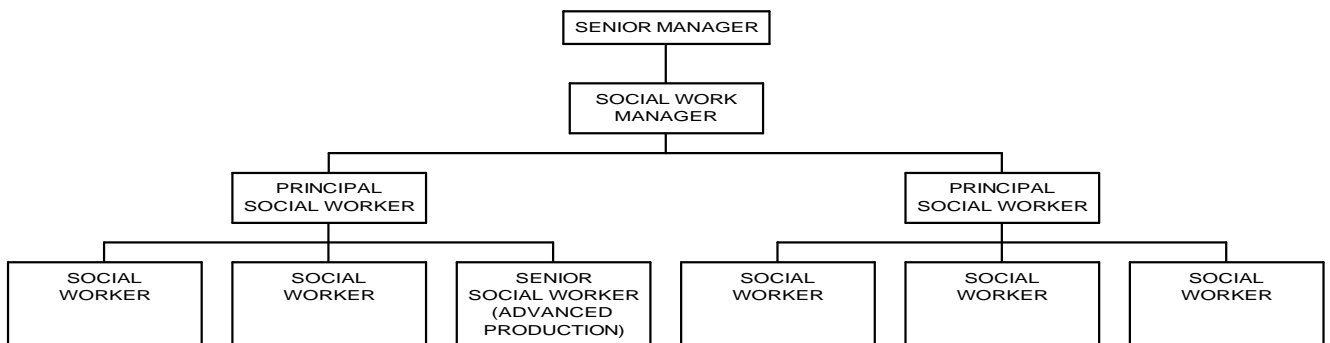 SENIOR MANAGER
SOCIAL WORK
MANAGER
PRINCIPAL
SOCIAL WORKER
PRINCIPAL
SOCIAL WORKER
SOCIAL
WORKER
SOCIAL
WORKER
SENIOR
SOCIAL WORKER
(ADVANCED
PRODUCTION)
SOCIAL
WORKER
SOCIAL
WORKER
SOCIAL
WORKER